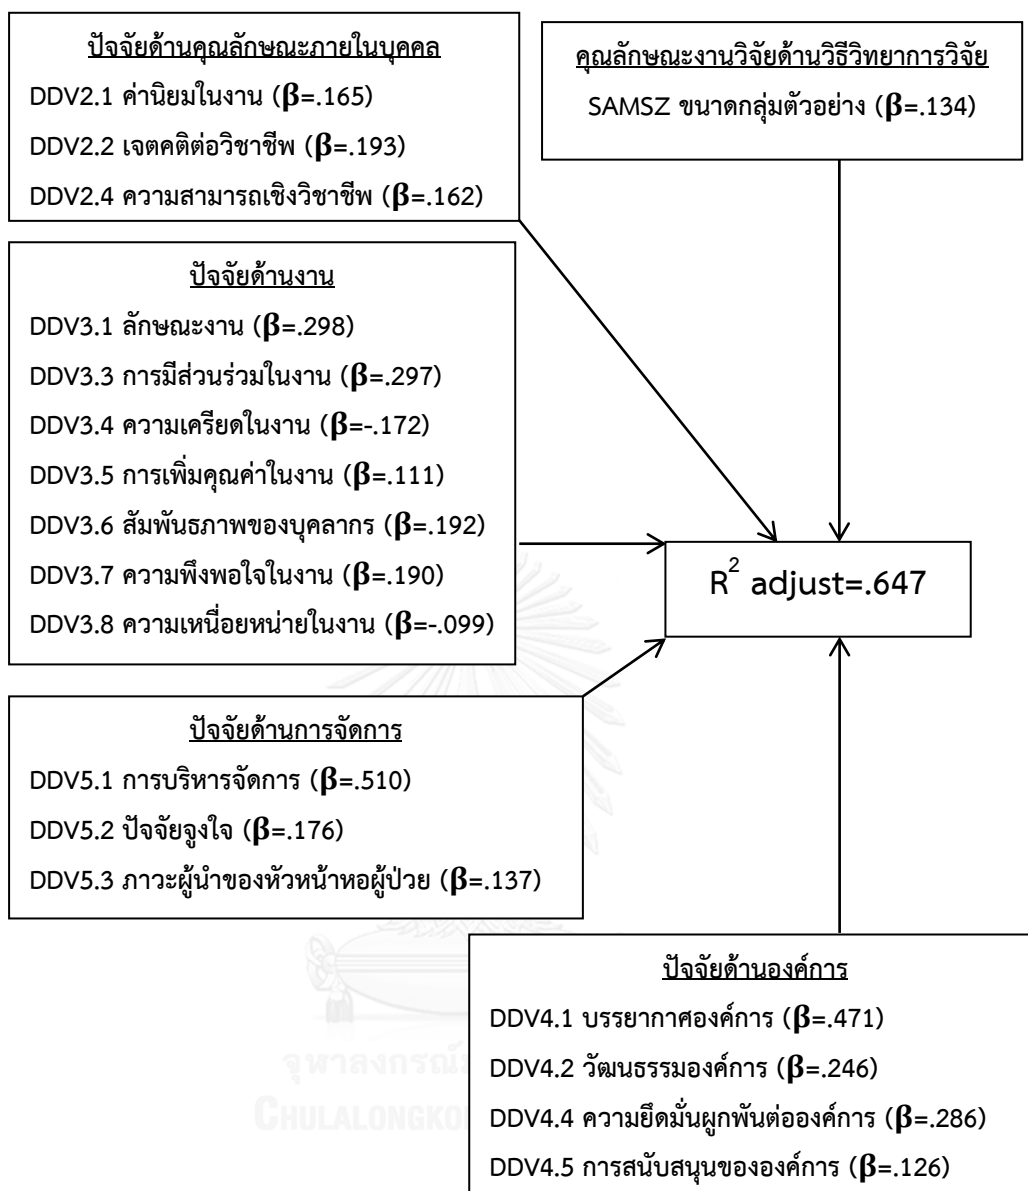 ปัจจัยด้านคุณลักษณะภายในบุคคล
DDV2.1 ค่านิยมในงาน (β=.165)
DDV2.2 เจตคติต่อวิชาชีพ (β=.193)
DDV2.4 ความสามารถเชิงวิชาชีพ (β=.162)
คุณลักษณะงานวิจัยด้านวิธีวิทยาการวิจัย
SAMSZ ขนาดกลุ่มตัวอย่าง (β=.134)
ปัจจัยด้านงาน
DDV3.1 ลักษณะงาน (β=.298)
DDV3.3 การมีส่วนร่วมในงาน (β=.297)
DDV3.4 ความเครียดในงาน (β=-.172)
DDV3.5 การเพิ่มคุณค่าในงาน (β=.111)
DDV3.6 สัมพันธภาพของบุคลากร (β=.192)
DDV3.7 ความพึงพอใจในงาน (β=.190)
DDV3.8 ความเหนื่อยหน่ายในงาน (β=-.099)
R² adjust=.647
ปัจจัยด้านการจัดการ
DDV5.1 การบริหารจัดการ (β=.510)
DDV5.2 ปัจจัยจูงใจ (β=.176)
DDV5.3 ภาวะผู้นำของหัวหน้าหอผู้ป่วย (β=.137)
ปัจจัยด้านองค์การ
DDV4.1 บรรยากาศองค์การ (β=.471)
DDV4.2 วัฒนธรรมองค์การ (β=.246)
DDV4.4 ความยึดมั่นผูกพันต่อองค์การ (β=.286)
DDV4.5 การสนับสนุนขององค์การ (β=.126)